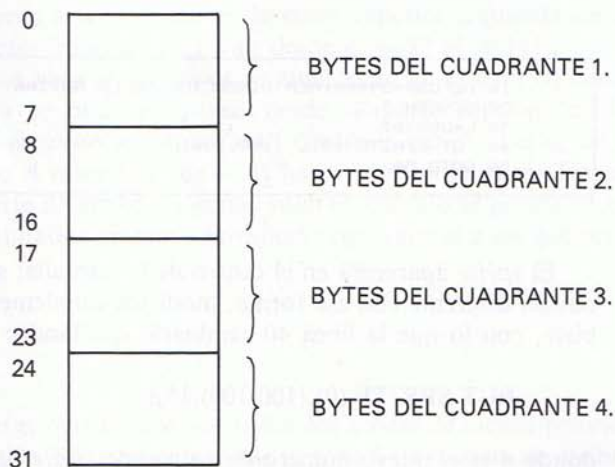 0
BYTES DEL CUADRANTE 1.
7
8
BYTES DEL CUADRANTE 2.
16
17
BYTES DEL CUADRANTE 3.
23
24
BYTES DEL CUADRANTE 4.
31